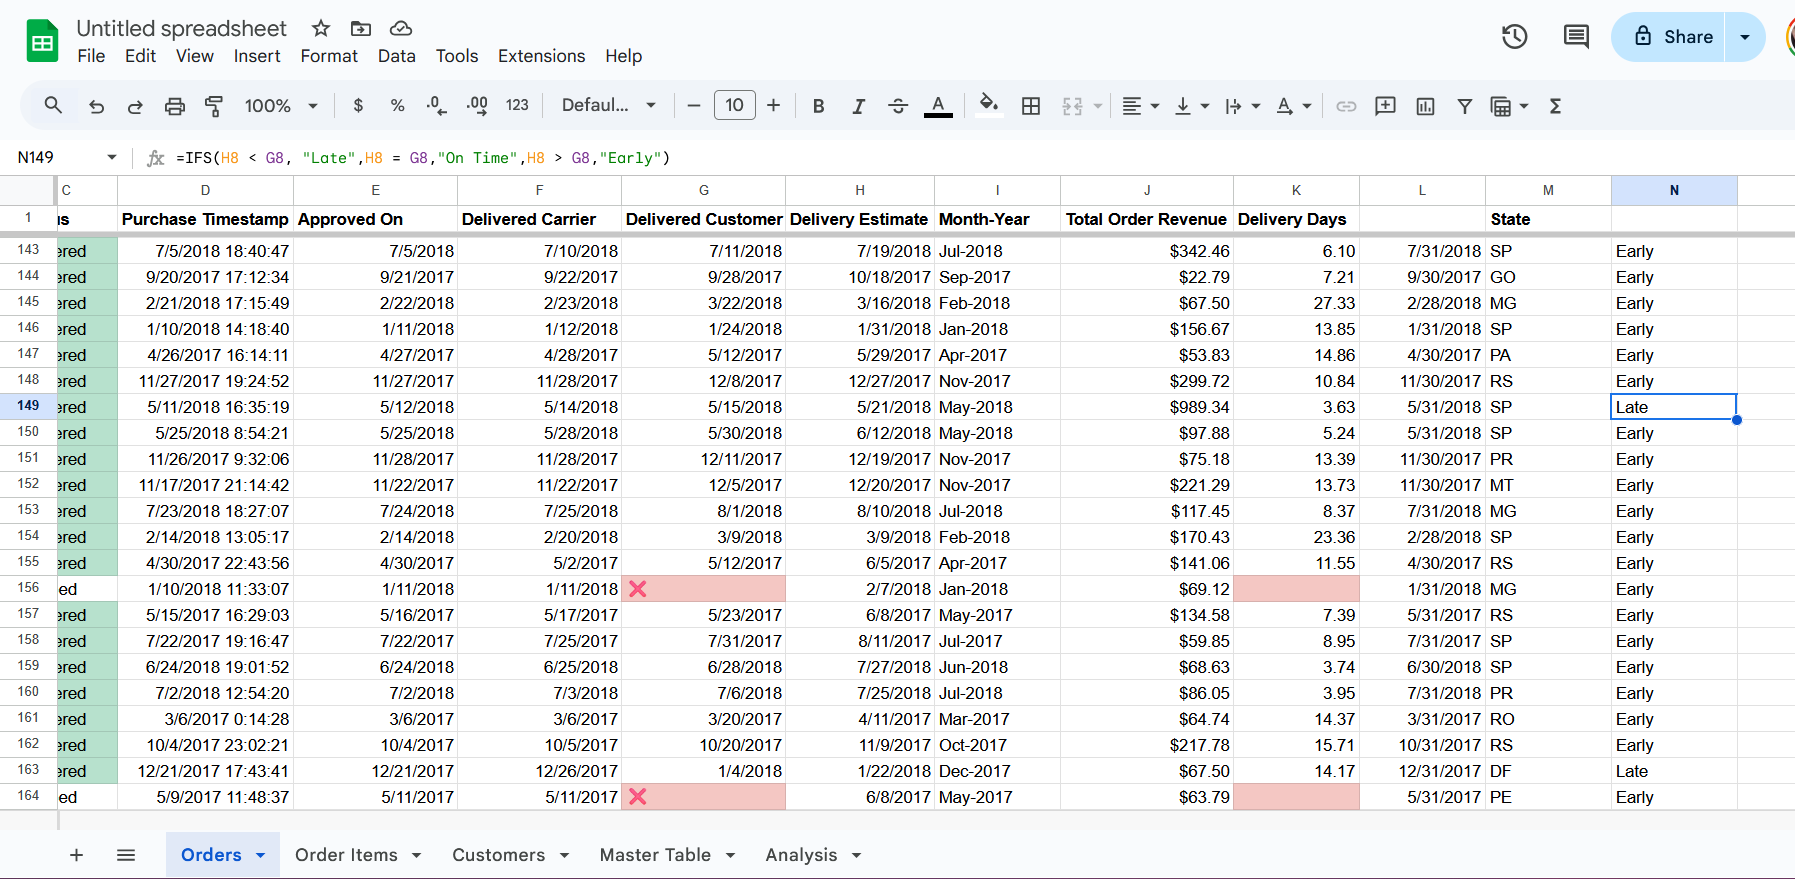 Untitled spreadsheet
File Edit View Insert Format Data Tools Extensions Help
Share
100% $ % .0 .00 123 Defaul... − 10 + B I S A Σ
N149 fx =IFS(H8 < G8, "Late",H8 = G8,"On Time",H8 > G8,"Early")
C D E F G H I J K L M N
1 us Purchase Timestamp Approved On Delivered Carrier Delivered Customer Delivery Estimate Month-Year Total Order Revenue Delivery Days State
143 ered 7/5/2018 18:40:47 7/5/2018 7/10/2018 7/11/2018 7/19/2018 Jul-2018 $342.46 6.10 7/31/2018 SP Early
144 ered 9/20/2017 17:12:34 9/21/2017 9/22/2017 9/28/2017 10/18/2017 Sep-2017 $22.79 7.21 9/30/2017 GO Early
145 ered 2/21/2018 17:15:49 2/22/2018 2/23/2018 3/22/2018 3/16/2018 Feb-2018 $67.50 27.33 2/28/2018 MG Early
146 ered 1/10/2018 14:18:40 1/11/2018 1/12/2018 1/24/2018 1/31/2018 Jan-2018 $156.67 13.85 1/31/2018 SP Early
147 ered 4/26/2017 16:14:11 4/27/2017 4/28/2017 5/12/2017 5/29/2017 Apr-2017 $53.83 14.86 4/30/2017 PA Early
148 ered 11/27/2017 19:24:52 11/27/2017 11/28/2017 12/8/2017 12/27/2017 Nov-2017 $299.72 10.84 11/30/2017 RS Early
149 ered 5/11/2018 16:35:19 5/12/2018 5/14/2018 5/15/2018 5/21/2018 May-2018 $989.34 3.63 5/31/2018 SP Late
150 ered 5/25/2018 8:54:21 5/25/2018 5/28/2018 5/30/2018 6/12/2018 May-2018 $97.88 5.24 5/31/2018 SP Early
151 ered 11/26/2017 9:32:06 11/28/2017 11/28/2017 12/11/2017 12/19/2017 Nov-2017 $75.18 13.39 11/30/2017 PR Early
152 ered 11/17/2017 21:14:42 11/22/2017 11/22/2017 12/5/2017 12/20/2017 Nov-2017 $221.29 13.73 11/30/2017 MT Early
153 ered 7/23/2018 18:27:07 7/24/2018 7/25/2018 8/1/2018 8/10/2018 Jul-2018 $117.45 8.37 7/31/2018 MG Early
154 ered 2/14/2018 13:05:17 2/14/2018 2/20/2018 3/9/2018 3/9/2018 Feb-2018 $170.43 23.36 2/28/2018 SP Early
155 ered 4/30/2017 22:43:56 4/30/2017 5/2/2017 5/12/2017 6/5/2017 Apr-2017 $141.06 11.55 4/30/2017 RS Early
156 ed 1/10/2018 11:33:07 1/11/2018 1/11/2018 ❌ 2/7/2018 Jan-2018 $69.12 1/31/2018 MG Early
157 ered 5/15/2017 16:29:03 5/16/2017 5/17/2017 5/23/2017 6/8/2017 May-2017 $134.58 7.39 5/31/2017 RS Early
158 ered 7/22/2017 19:16:47 7/22/2017 7/25/2017 7/31/2017 8/11/2017 Jul-2017 $59.85 8.95 7/31/2017 SP Early
159 ered 6/24/2018 19:01:52 6/24/2018 6/25/2018 6/28/2018 7/27/2018 Jun-2018 $68.63 3.74 6/30/2018 SP Early
160 ered 7/2/2018 12:54:20 7/2/2018 7/3/2018 7/6/2018 7/25/2018 Jul-2018 $86.05 3.95 7/31/2018 PR Early
161 ered 3/6/2017 0:14:28 3/6/2017 3/6/2017 3/20/2017 4/11/2017 Mar-2017 $64.74 14.37 3/31/2017 RO Early
162 ered 10/4/2017 23:02:21 10/4/2017 10/5/2017 10/20/2017 11/9/2017 Oct-2017 $217.78 15.71 10/31/2017 RS Early
163 ered 12/21/2017 17:43:41 12/21/2017 12/26/2017 1/4/2018 1/22/2018 Dec-2017 $67.50 14.17 12/31/2017 DF Late
164 ed 5/9/2017 11:48:37 5/11/2017 5/11/2017 ❌ 6/8/2017 May-2017 $63.79 5/31/2017 PE Early
Orders Order Items Customers Master Table Analysis